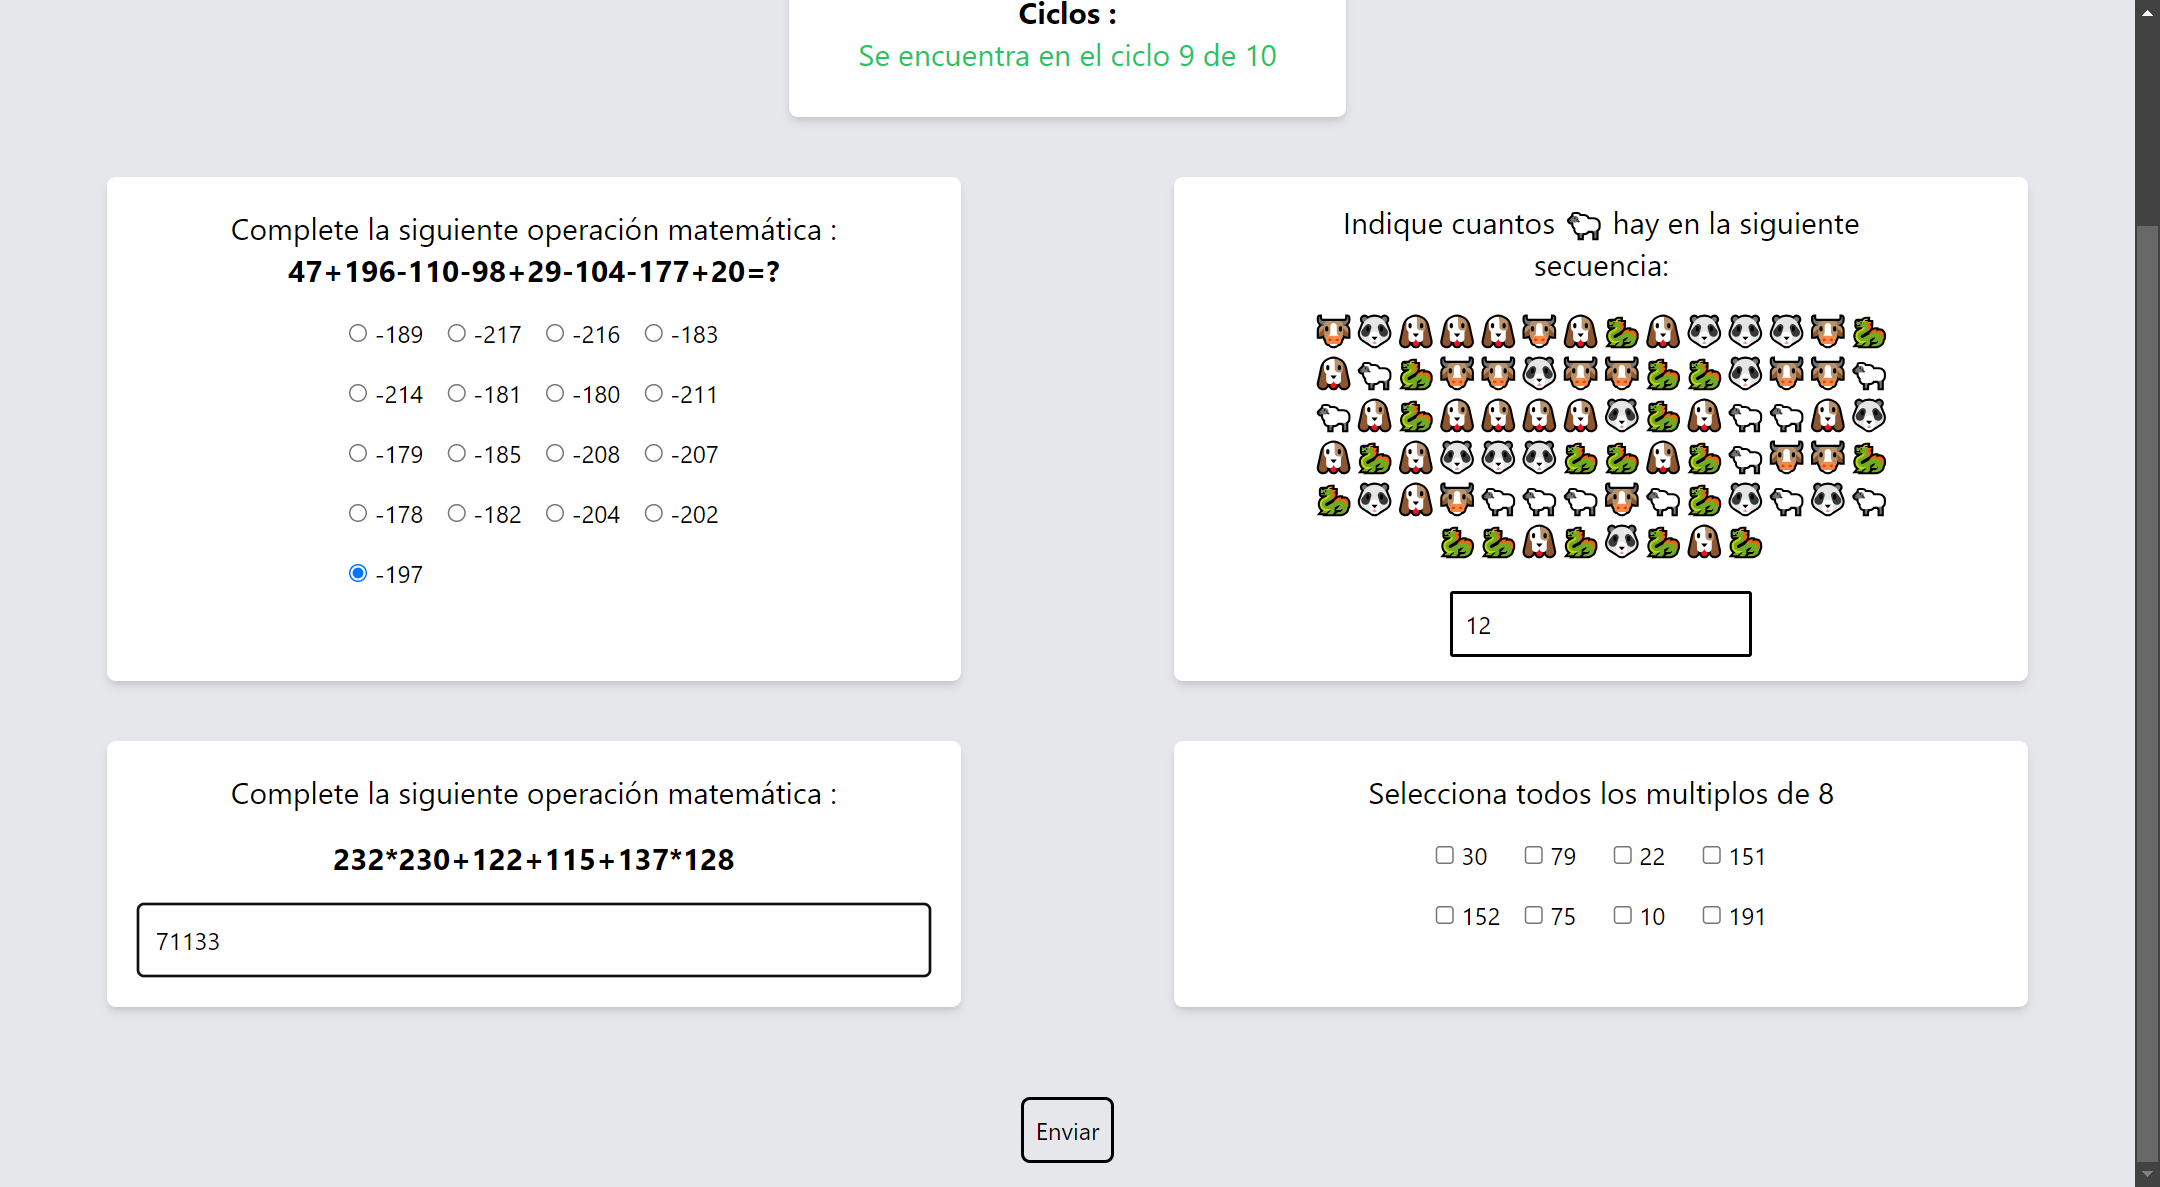 Ciclos :
Se encuentra en el ciclo 9 de 10
Complete la siguiente operación matemática :
47+196-110-98+29-104-177+20=?
-189 -217 -216 -183
-214 -181 -180 -211
-179 -185 -208 -207
-178 -182 -204 -202
-197
Indique cuantos 🐑 hay en la siguiente
secuencia:
12
Complete la siguiente operación matemática :
232*230+122+115+137*128
71133
Selecciona todos los multiplos de 8
30 79 22 151
152 75 10 191
Enviar